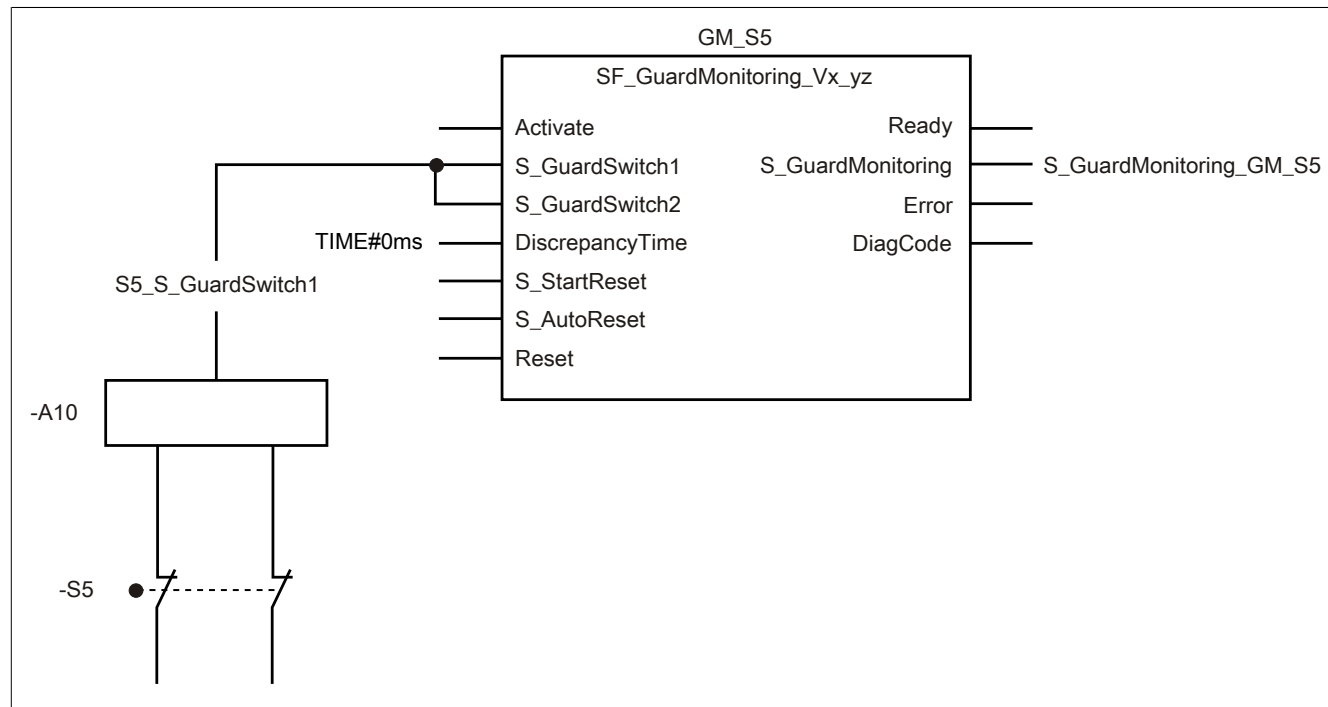 GM_S5
SF_GuardMonitoring_Vx_yz
Activate
Ready
S_GuardSwitch1
S_GuardMonitoring
S_GuardMonitoring_GM_S5
S_GuardSwitch2
Error
TIME#0ms
DiscrepancyTime
DiagCode
S5_S_GuardSwitch1
S_StartReset
S_AutoReset
Reset
-A10
-S5